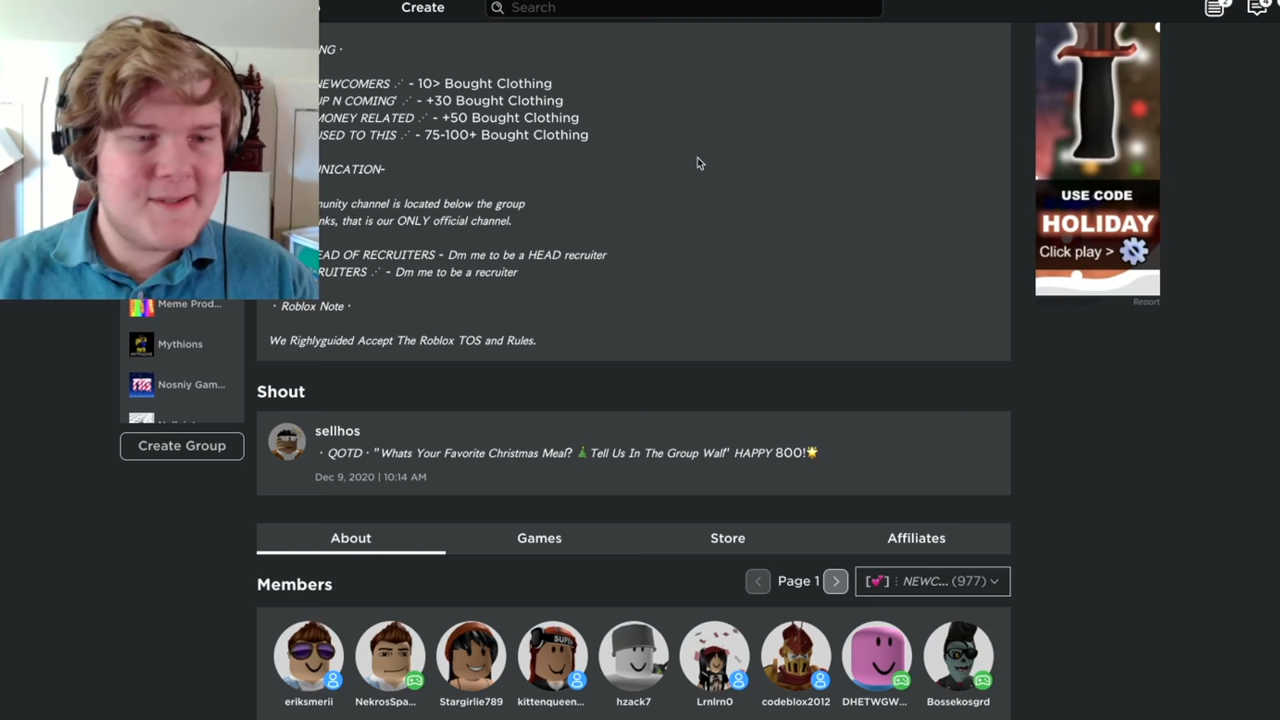 Create
Search
NG ·
EWCOMERS ⋰ - 10> Bought Clothing
UP N COMING' ⋰ - +30 Bought Clothing
MONEY RELATED ⋰ - +50 Bought Clothing
USED TO THIS ⋰ - 75-100+ Bought Clothing
UNICATION-
unity channel is located below the group
nks, that is our ONLY official channel.
EAD OF RECRUITERS - Dm me to be a HEAD recruiter
RUITERS ⋰ - Dm me to be a recruiter
· Roblox Note ·
We Righlyguided Accept The Roblox TOS and Rules.
USE CODE
HOLIDAY
Click play >
Report
Meme Prod...
Mythions
Nosniy Gam...
Create Group
Shout
sellhos
· QOTD · "Whats Your Favorite Christmas Meal? 🎄 Tell Us In The Group Wall" HAPPY 800!🌟
Dec 9, 2020 | 10:14 AM
About Games Store Affiliates
Members
Page 1
[💕] ⁝ NEWC... (977)
eriksmerii NekrosSpa... Stargirlie789 kittenqueen... hzack7 Lrnlrn0 codeblox2012 DHETWGW... Bossekosgrd